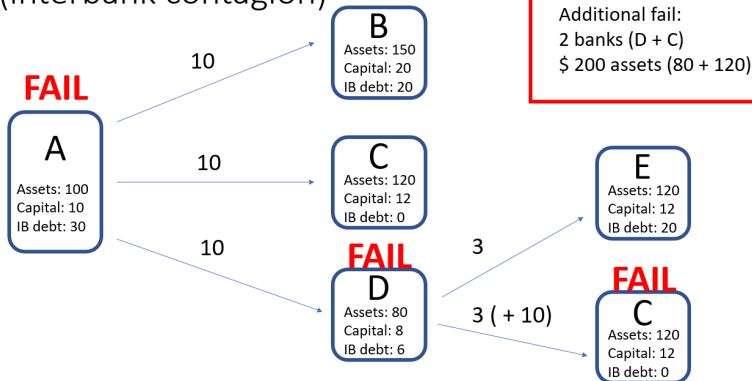 (interbank contagion)
Additional fail:
2 banks (D + C)
$ 200 assets (80 + 120)
FAIL
A
Assets: 100
Capital: 10
IB debt: 30
10
10
10
B
Assets: 150
Capital: 20
IB debt: 20
C
Assets: 120
Capital: 12
IB debt: 0
FAIL
D
Assets: 80
Capital: 8
IB debt: 6
3
3 ( + 10)
E
Assets: 120
Capital: 12
IB debt: 20
FAIL
C
Assets: 120
Capital: 12
IB debt: 0